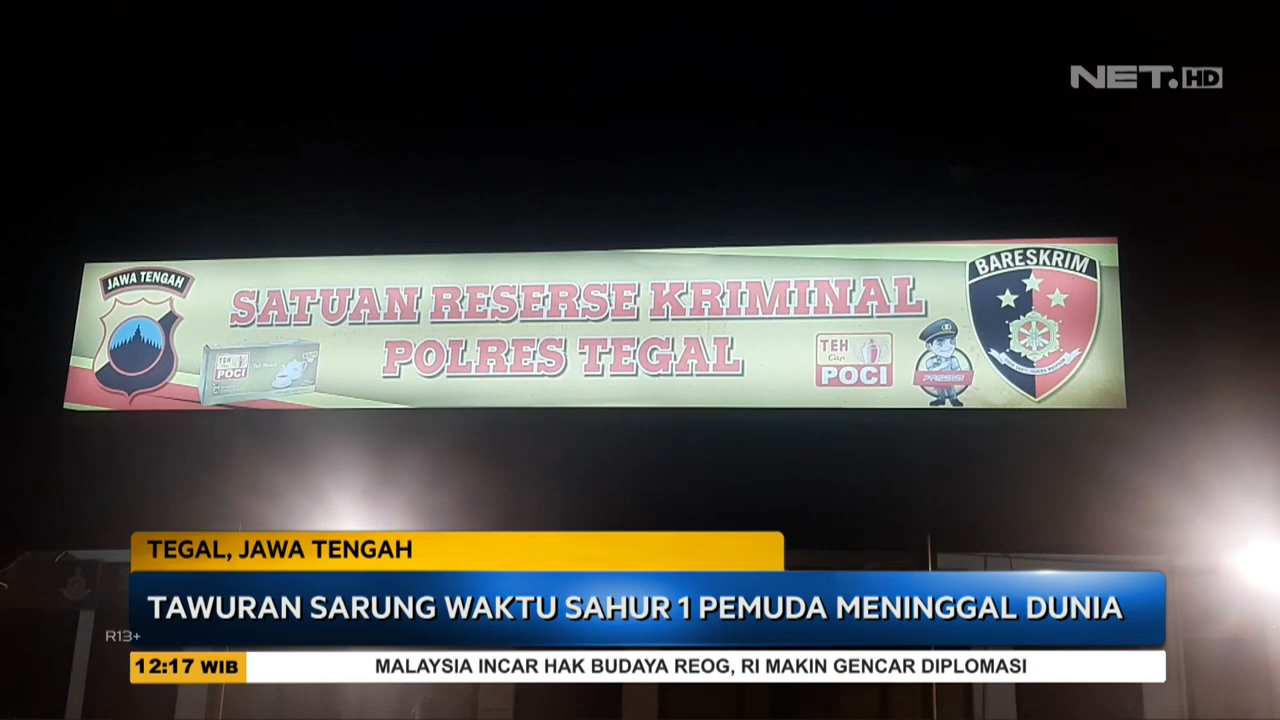 NET. HD
JAWA TENGAH
BARESKRIM
SATUAN RESERSE KRIMINAL
POLRES TEGAL
TEH
POCI
TEH
Cap
POCI
PRESISI
TEGAL, JAWA TENGAH
TAWURAN SARUNG WAKTU SAHUR 1 PEMUDA MENINGGAL DUNIA
R13+
12:17 WIB
MALAYSIA INCAR HAK BUDAYA REOG, RI MAKIN GENCAR DIPLOMASI